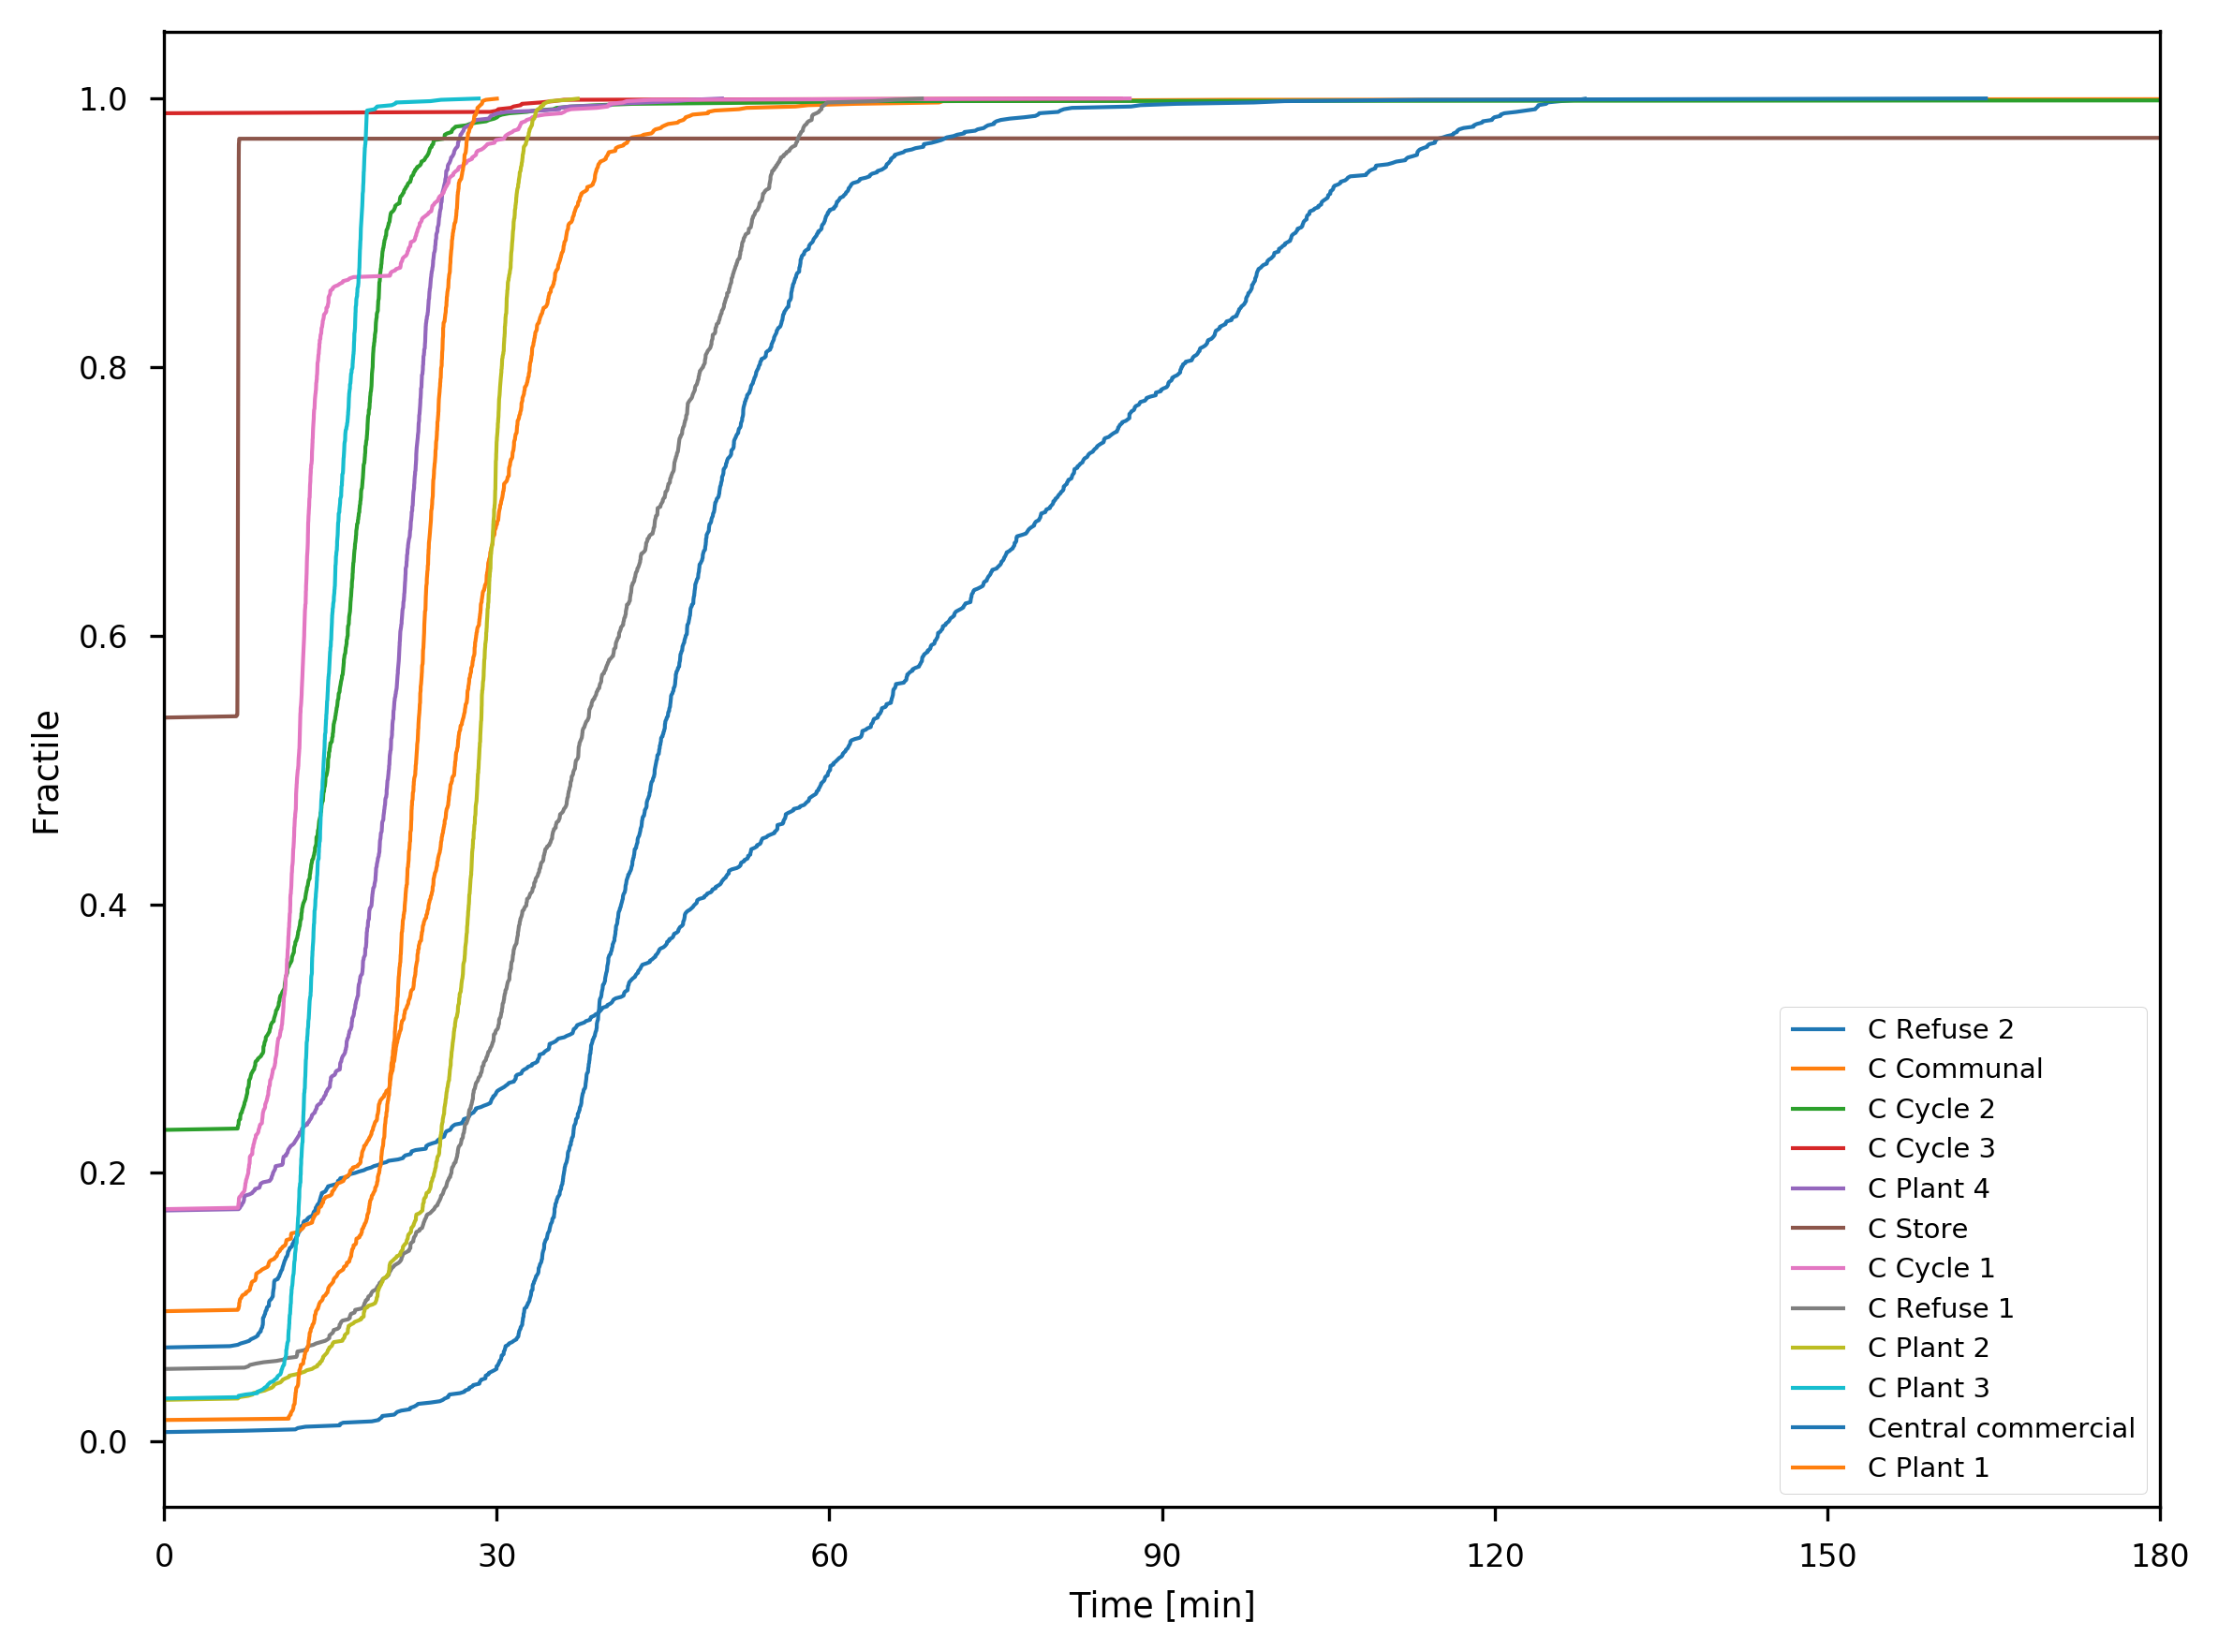 1.0
0.8
0.6
0.4
0.2
0.0
Fractile
0
30
60
90
120
150
180
Time [min]
C Refuse 2
C Communal
C Cycle 2
C Cycle 3
C Plant 4
C Store
C Cycle 1
C Refuse 1
C Plant 2
C Plant 3
Central commercial
C Plant 1